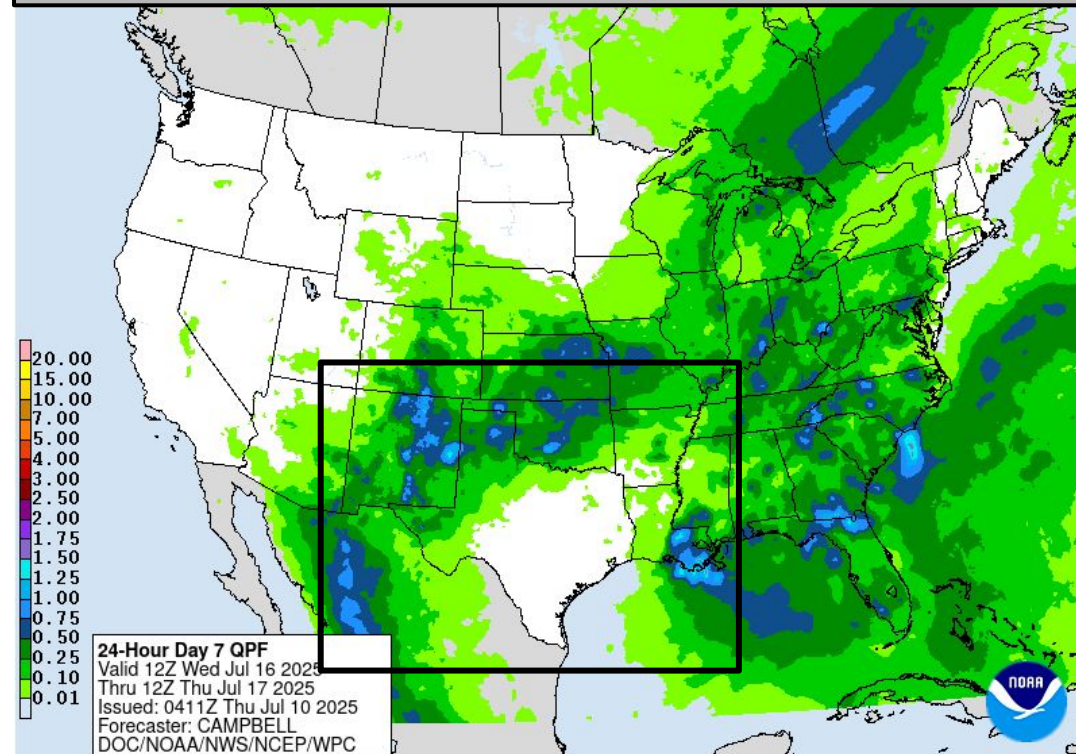 20.00
15.00
10.00
7.00
5.00
4.00
3.00
2.50
2.00
1.75
1.50
1.25
1.00
0.75
0.50
0.25
0.10
0.01
24-Hour Day 7 QPF
Valid 12Z Wed Jul 16 2025
Thru 12Z Thu Jul 17 2025
Issued: 0411Z Thu Jul 10 2025
Forecaster: CAMPBELL
DOC/NOAA/NWS/NCEP/WPC
NOAA